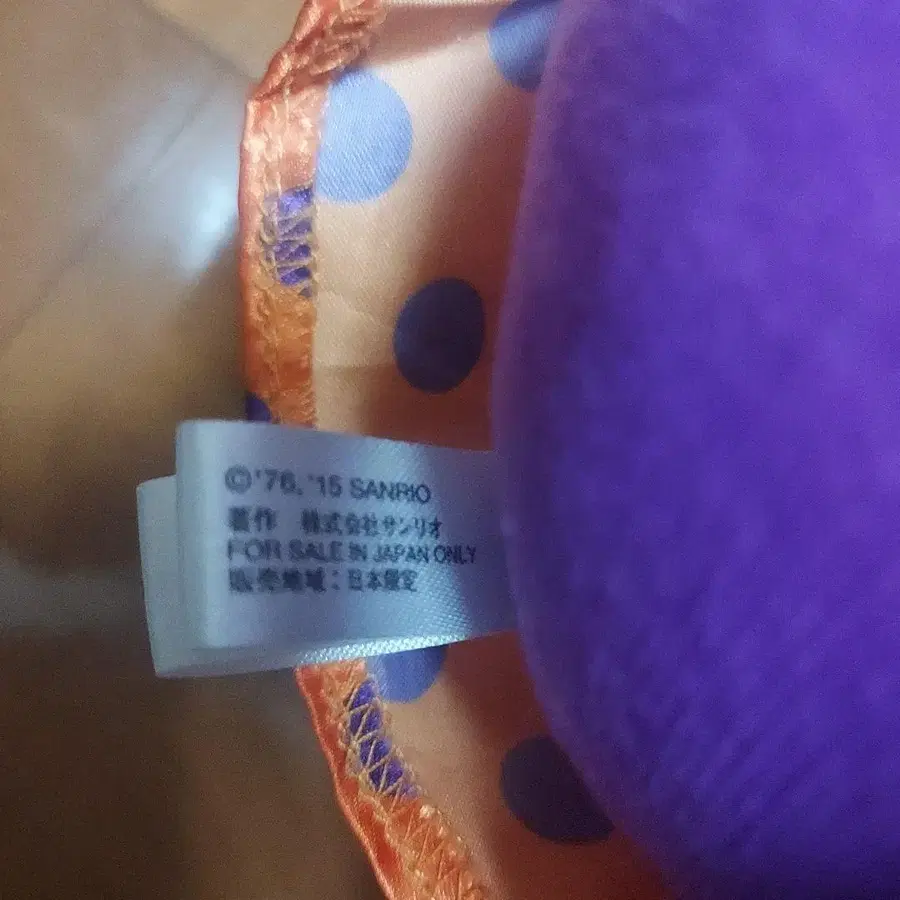 ©'76, '15 SANRIO
製作 株式会社サンリオ
FOR SALE IN JAPAN ONLY
販売地域：日本限定